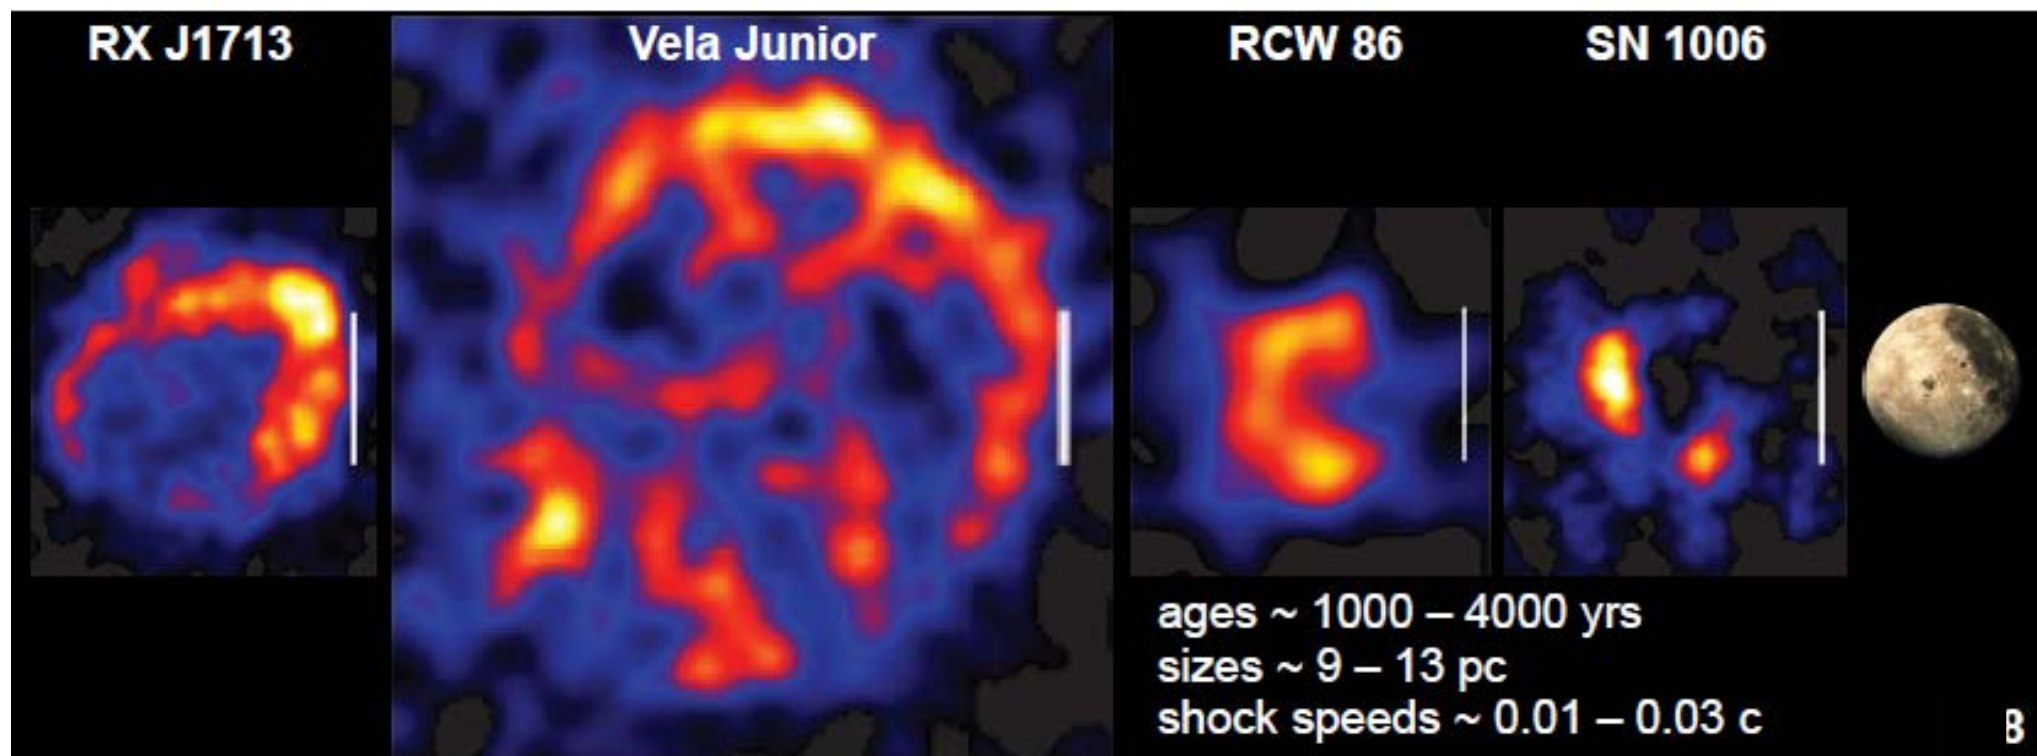 RX J1713
Vela Junior
RCW 86
SN 1006
ages ~ 1000 – 4000 yrs
sizes ~ 9 – 13 pc
shock speeds ~ 0.01 – 0.03 c
8